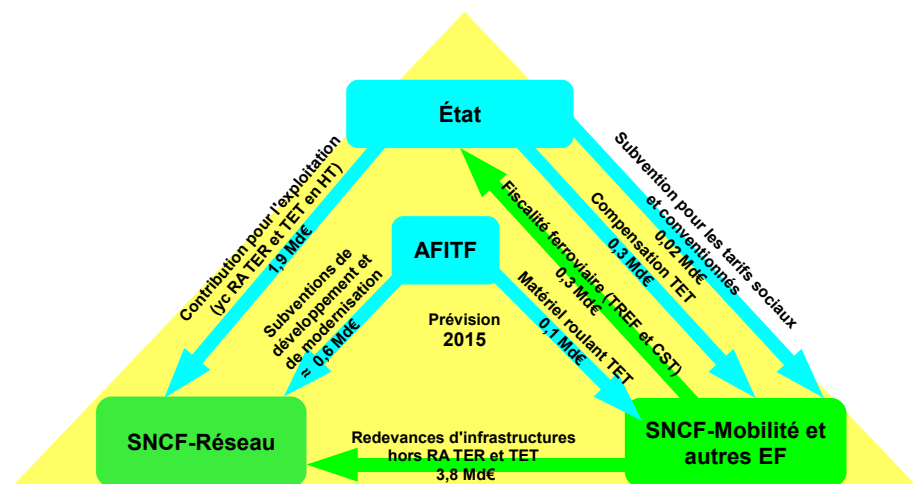 État
Contribution pour l'exploitation
(yc RA TER et TET en HT)
1,9 Md€
Subvention pour les tarifs sociaux
et conventionnés
0,02 Md€
Compensation TET
0,3 Md€
Fiscalité ferroviaire (TREF et CST)
0,3 Md€
AFITF
Subventions de
développement et
de modernisation
≈ 0,6 Md€
Matériel roulant TET
0,1 Md€
Prévision
2015
SNCF-Réseau
Redevances d'infrastructures
hors RA TER et TET
3,8 Md€
SNCF-Mobilité et
autres EF